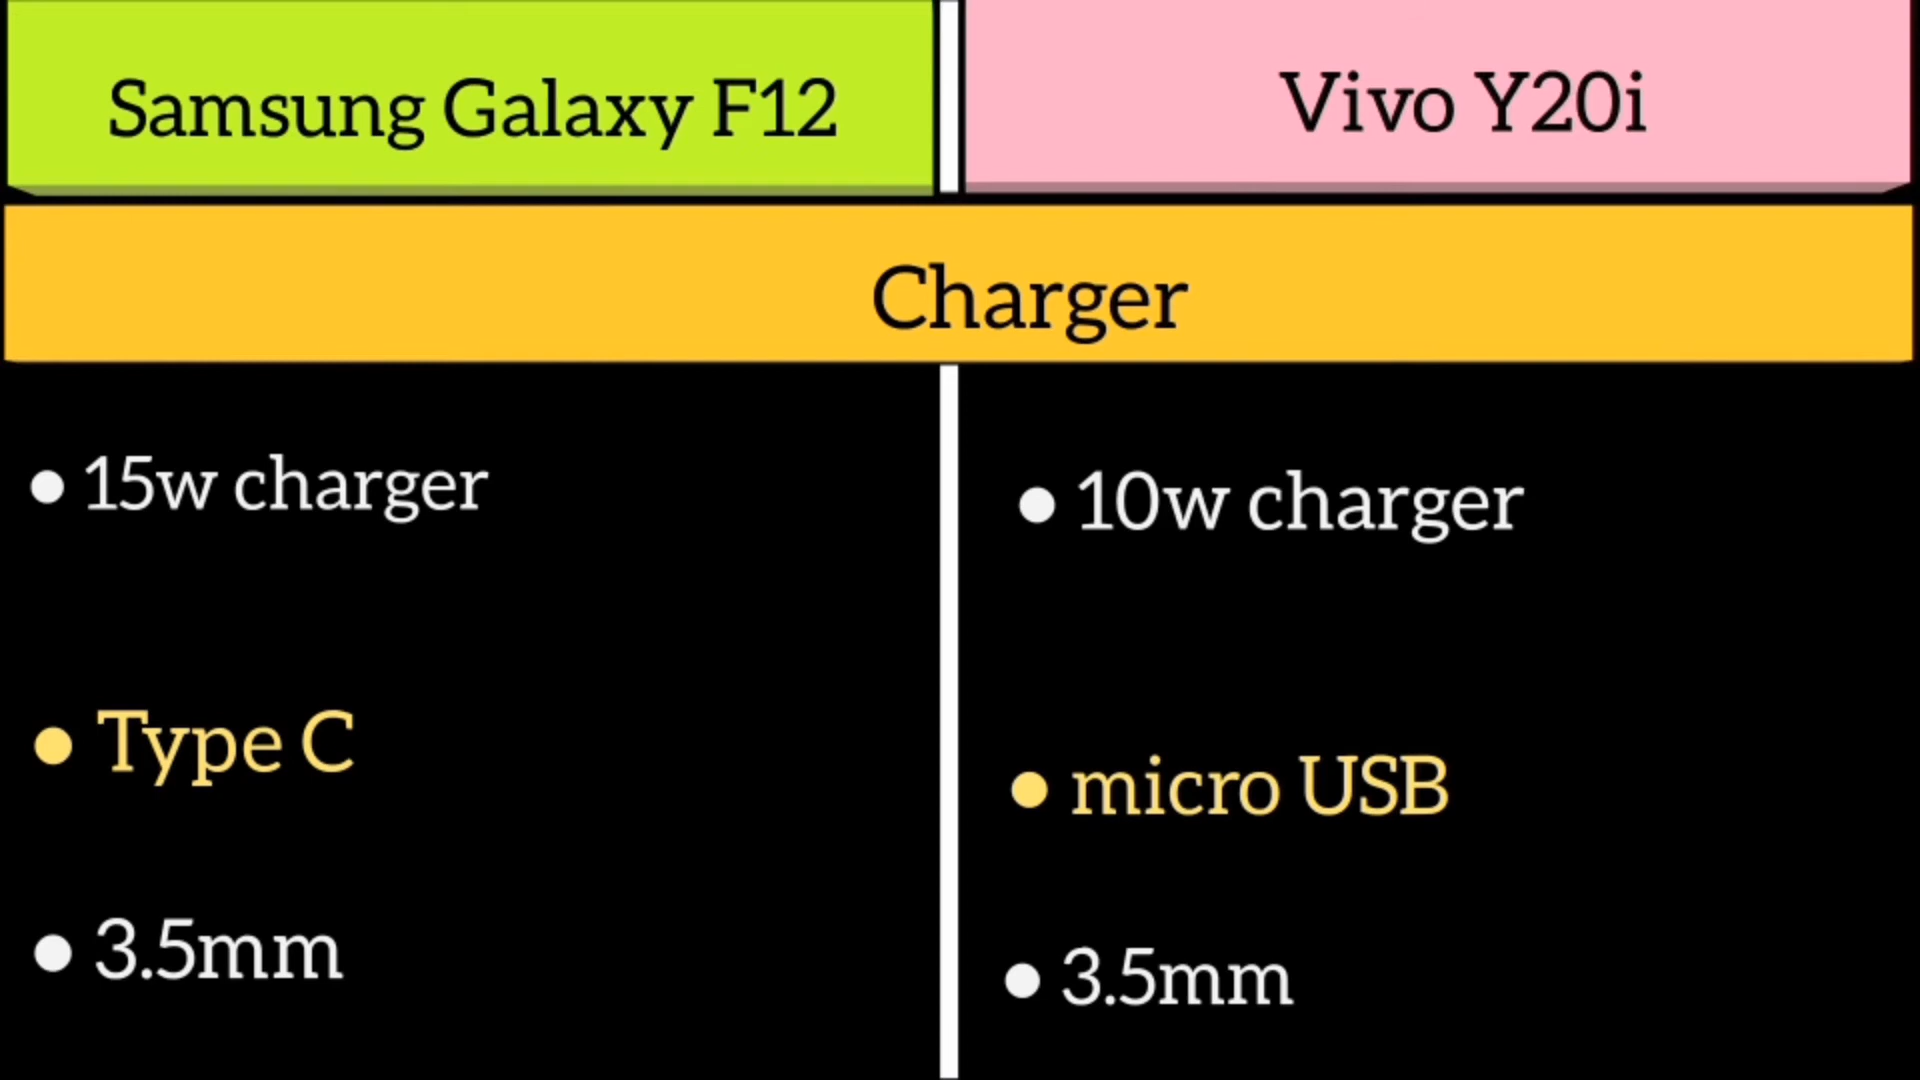 Samsung Galaxy F12
Vivo Y20i
Charger
15w charger
10w charger
Type C
micro USB
3.5mm
3.5mm